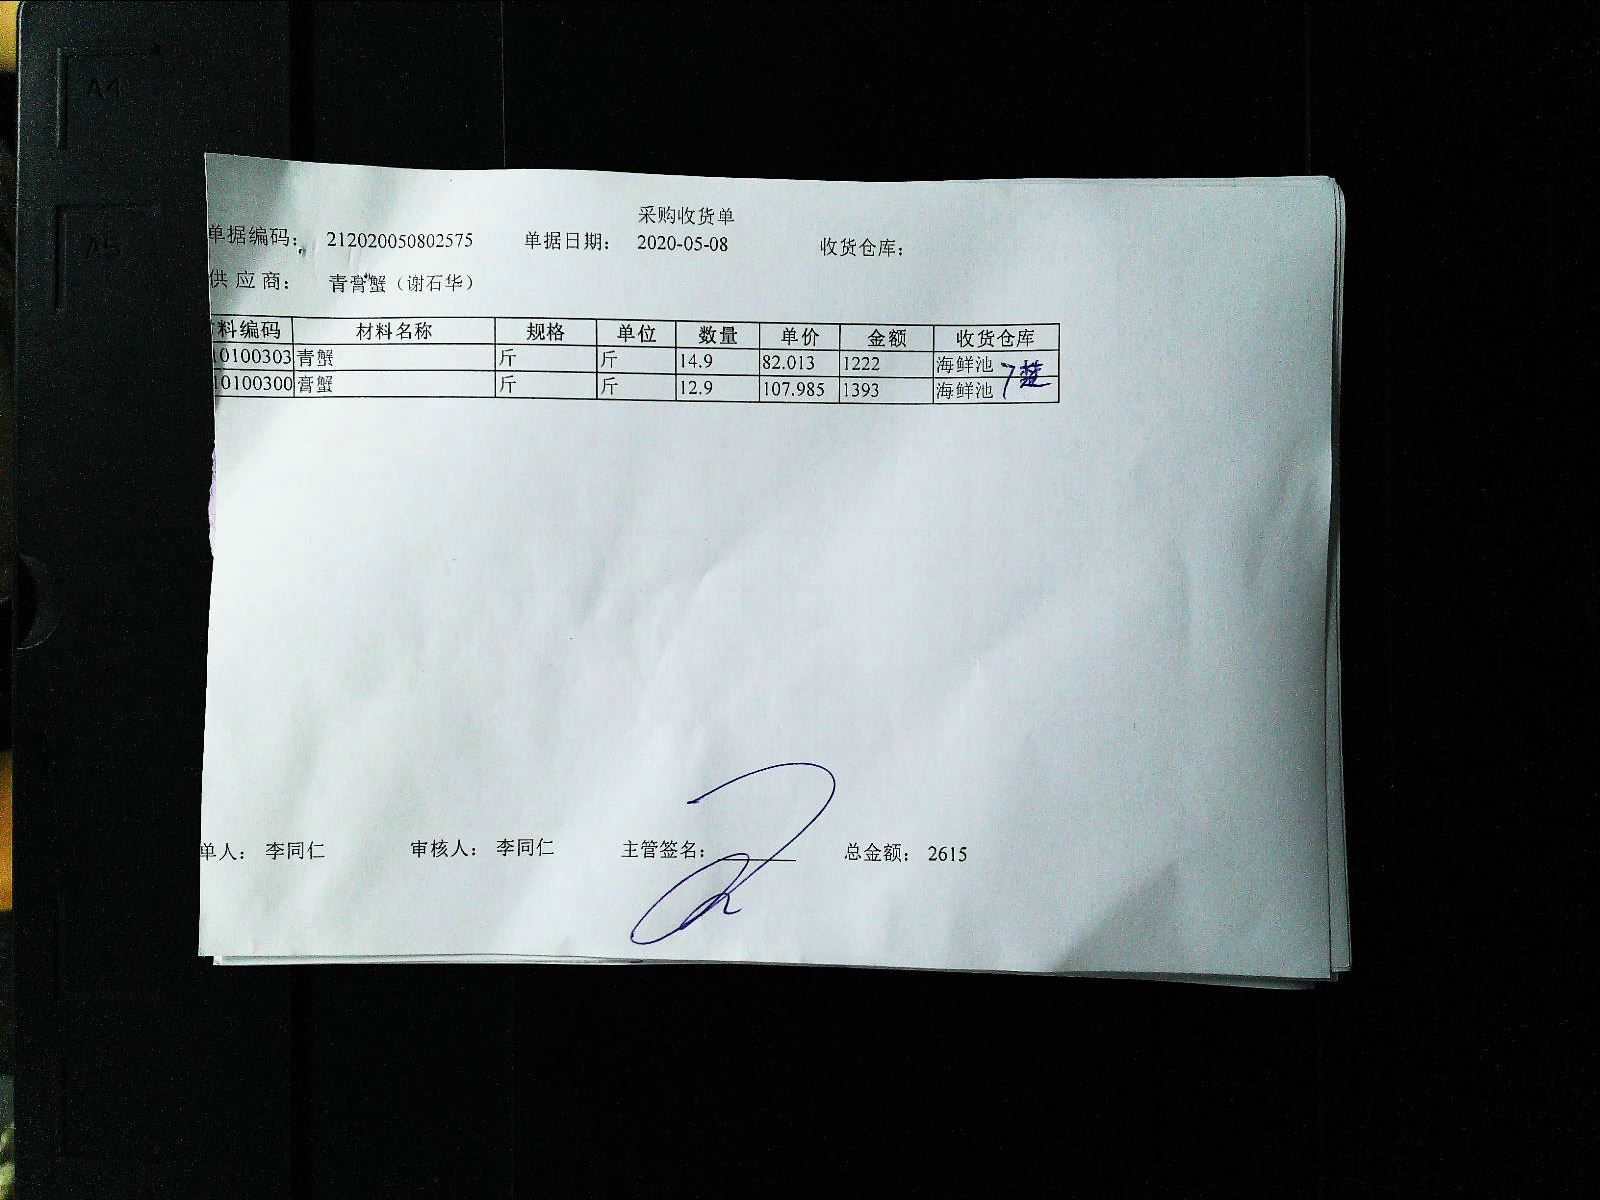 采购收货单
单据编码： 212020050802575 单据日期： 2020-05-08 收货仓库：
供应商： 青膏蟹（谢石华）
料编码 材料名称 规格 单位 数量 单价 金额 收货仓库
10100303 青蟹 斤 斤 14.9 82.013 1222 海鲜池
10100300 膏蟹 斤 斤 12.9 107.985 1393 海鲜池
单人： 李同仁 审核人： 李同仁 主管签名： 总金额： 2615